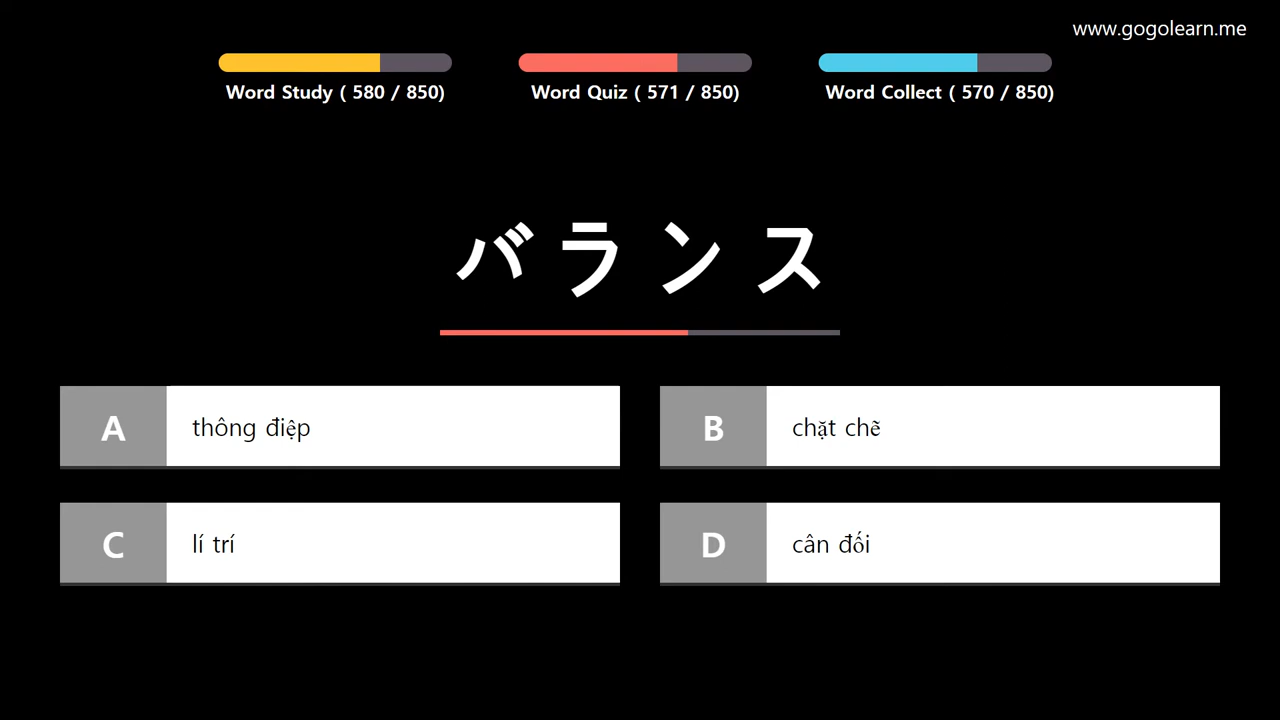 www.gogolearn.me
Word Study ( 580 / 850)
Word Quiz ( 571 / 850)
Word Collect ( 570 / 850)
バランス
A
thông điệp
B
chặt chẽ
C
lí trí
D
cân đối